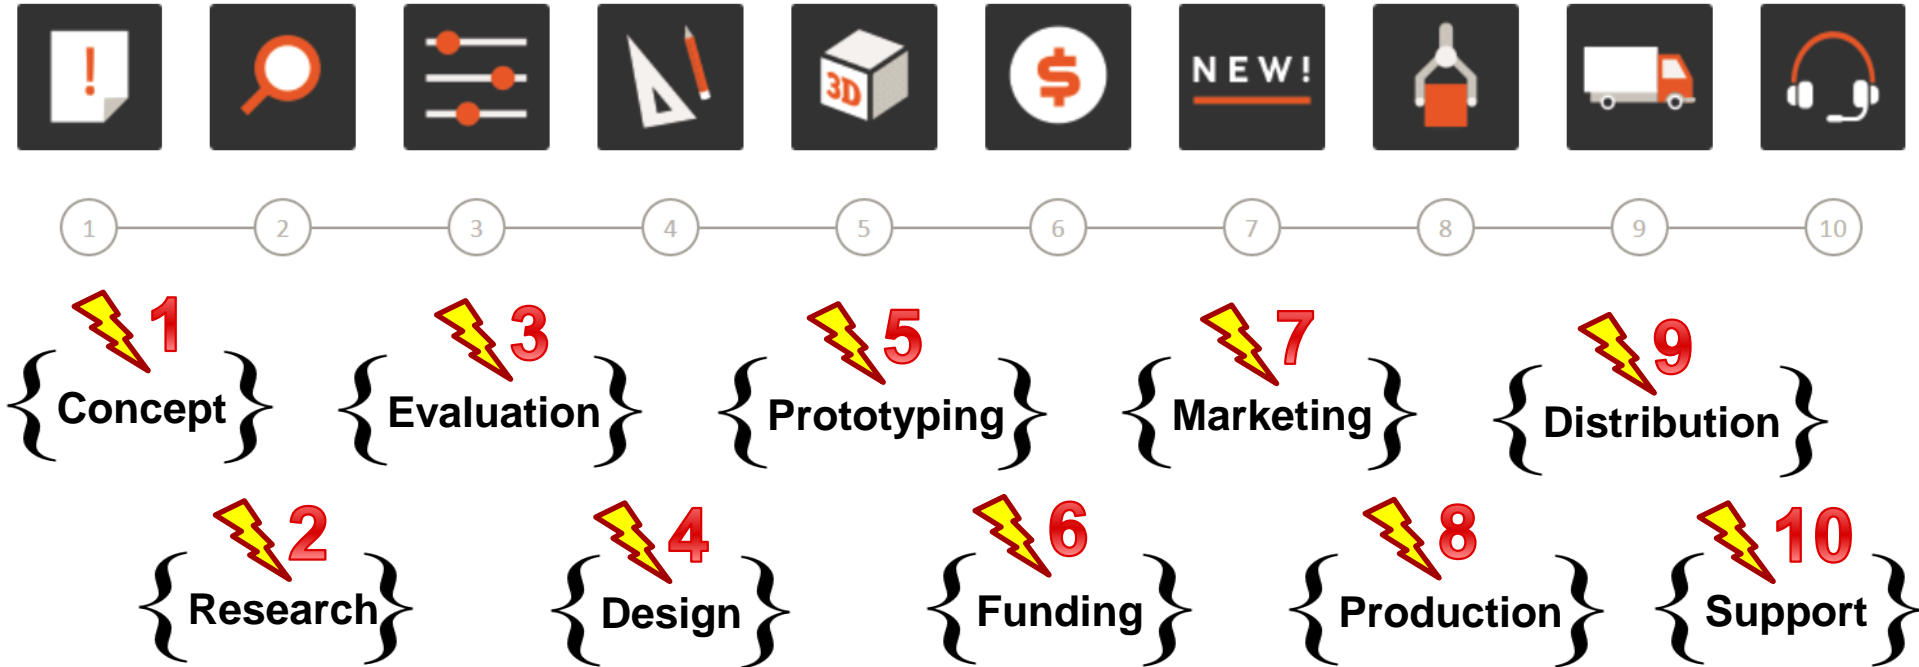 !
3D
$
NEW!
1 2 3 4 5 6 7 8 9 10
1 3 5 7 9
{Concept} {Evaluation} {Prototyping} {Marketing} {Distribution}
2 4 6 8 10
{Research} {Design} {Funding} {Production} {Support}